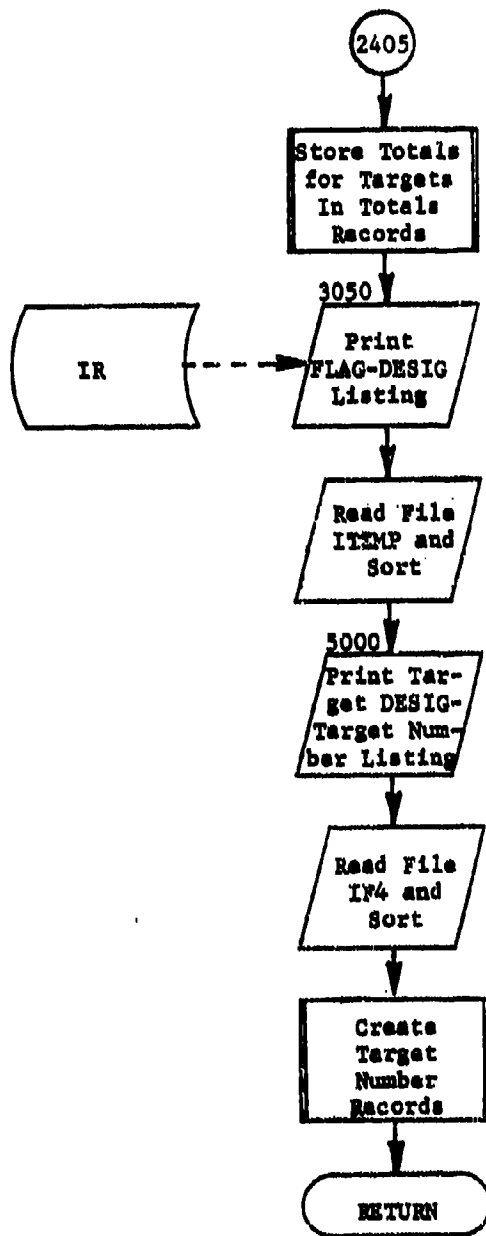 2405
Store Totals
for Targets
In Totals
Records
3050
Print
FLAG-DESIG
Listing
IR
Read File
ITEMP and
Sort
5000
Print Tar-
get DESIG-
Target Num-
ber Listing
Read File
IF4 and
Sort
Create
Target
Number
Records
RETURN